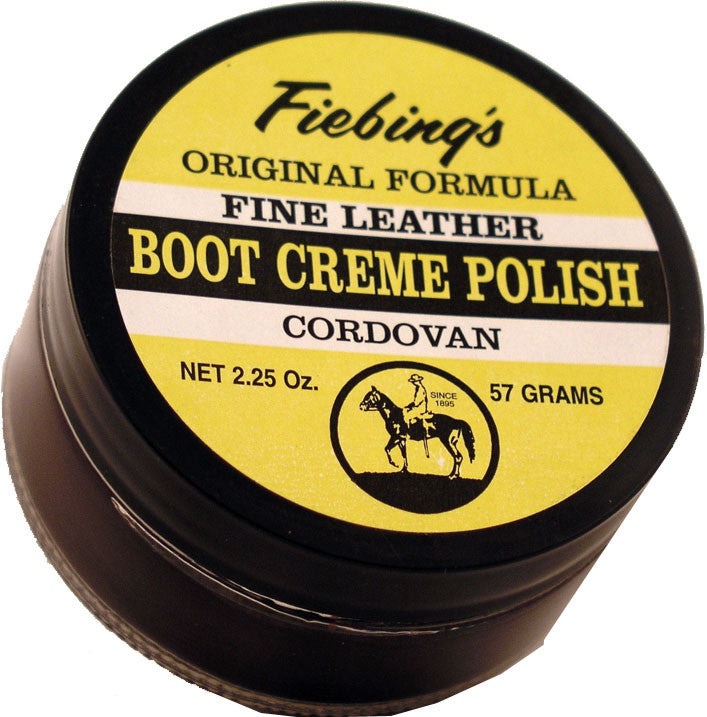 Fiebing's
ORIGINAL FORMULA
FINE LEATHER
BOOT CREME POLISH
CORDOVAN
NET 2.25 Oz.
57 GRAMS
SINCE
1895